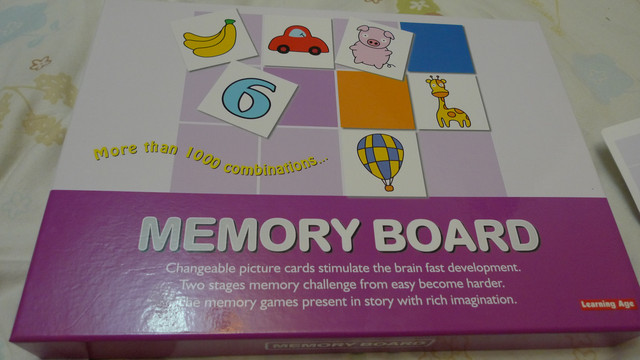 6
More than 1000 combinations...
MEMORY BOARD
Changeable picture cards stimulate the brain fast development.
Two stages memory challenge from easy become harder.
The memory games present in story with rich imagination.
Learning Age
[MEMORY BOARD]